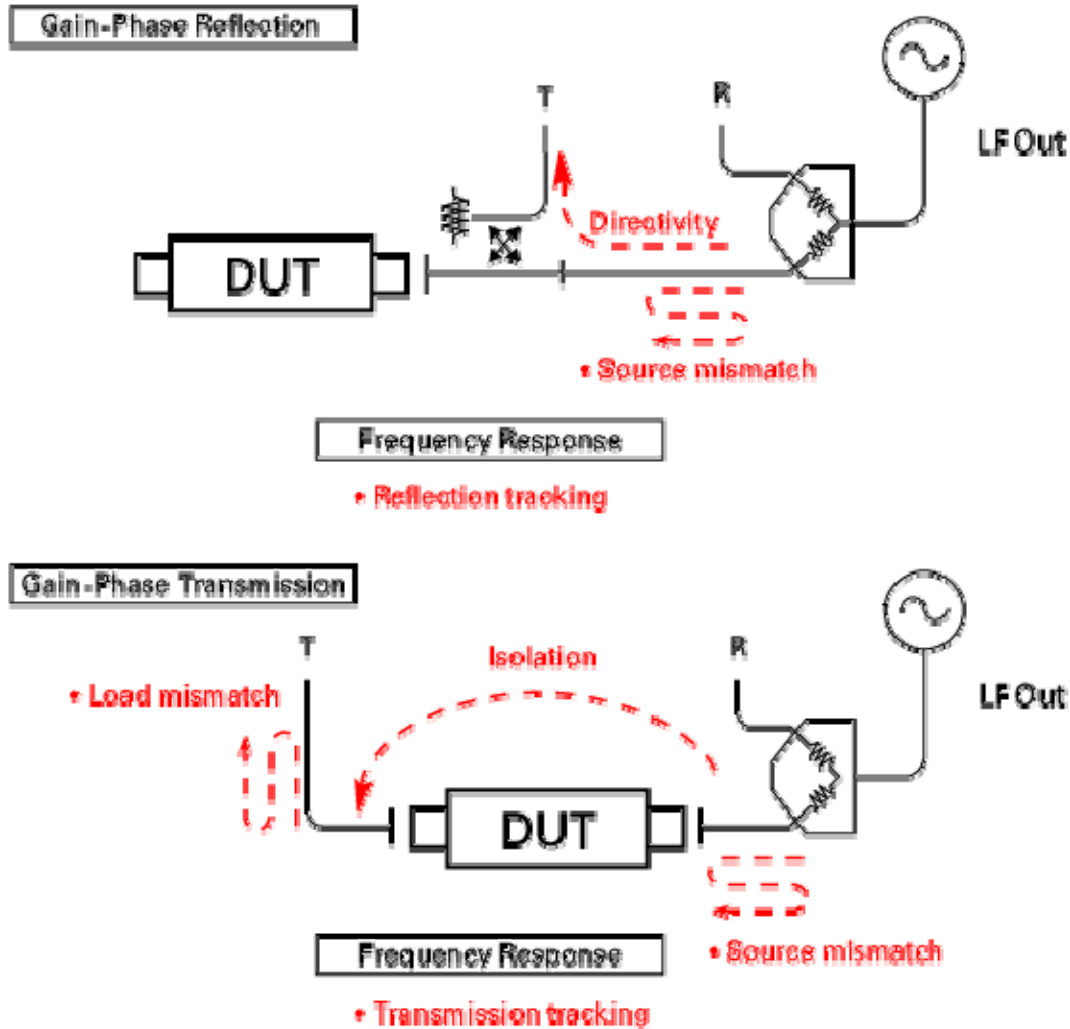 Gain-Phase Reflection
T
R
LF Out
Directivity
DUT
• Source mismatch
Frequency Response
• Reflection tracking
Gain-Phase Transmission
T
Isolation
R
• Load mismatch
LF Out
DUT
Frequency Response
• Source mismatch
• Transmission tracking